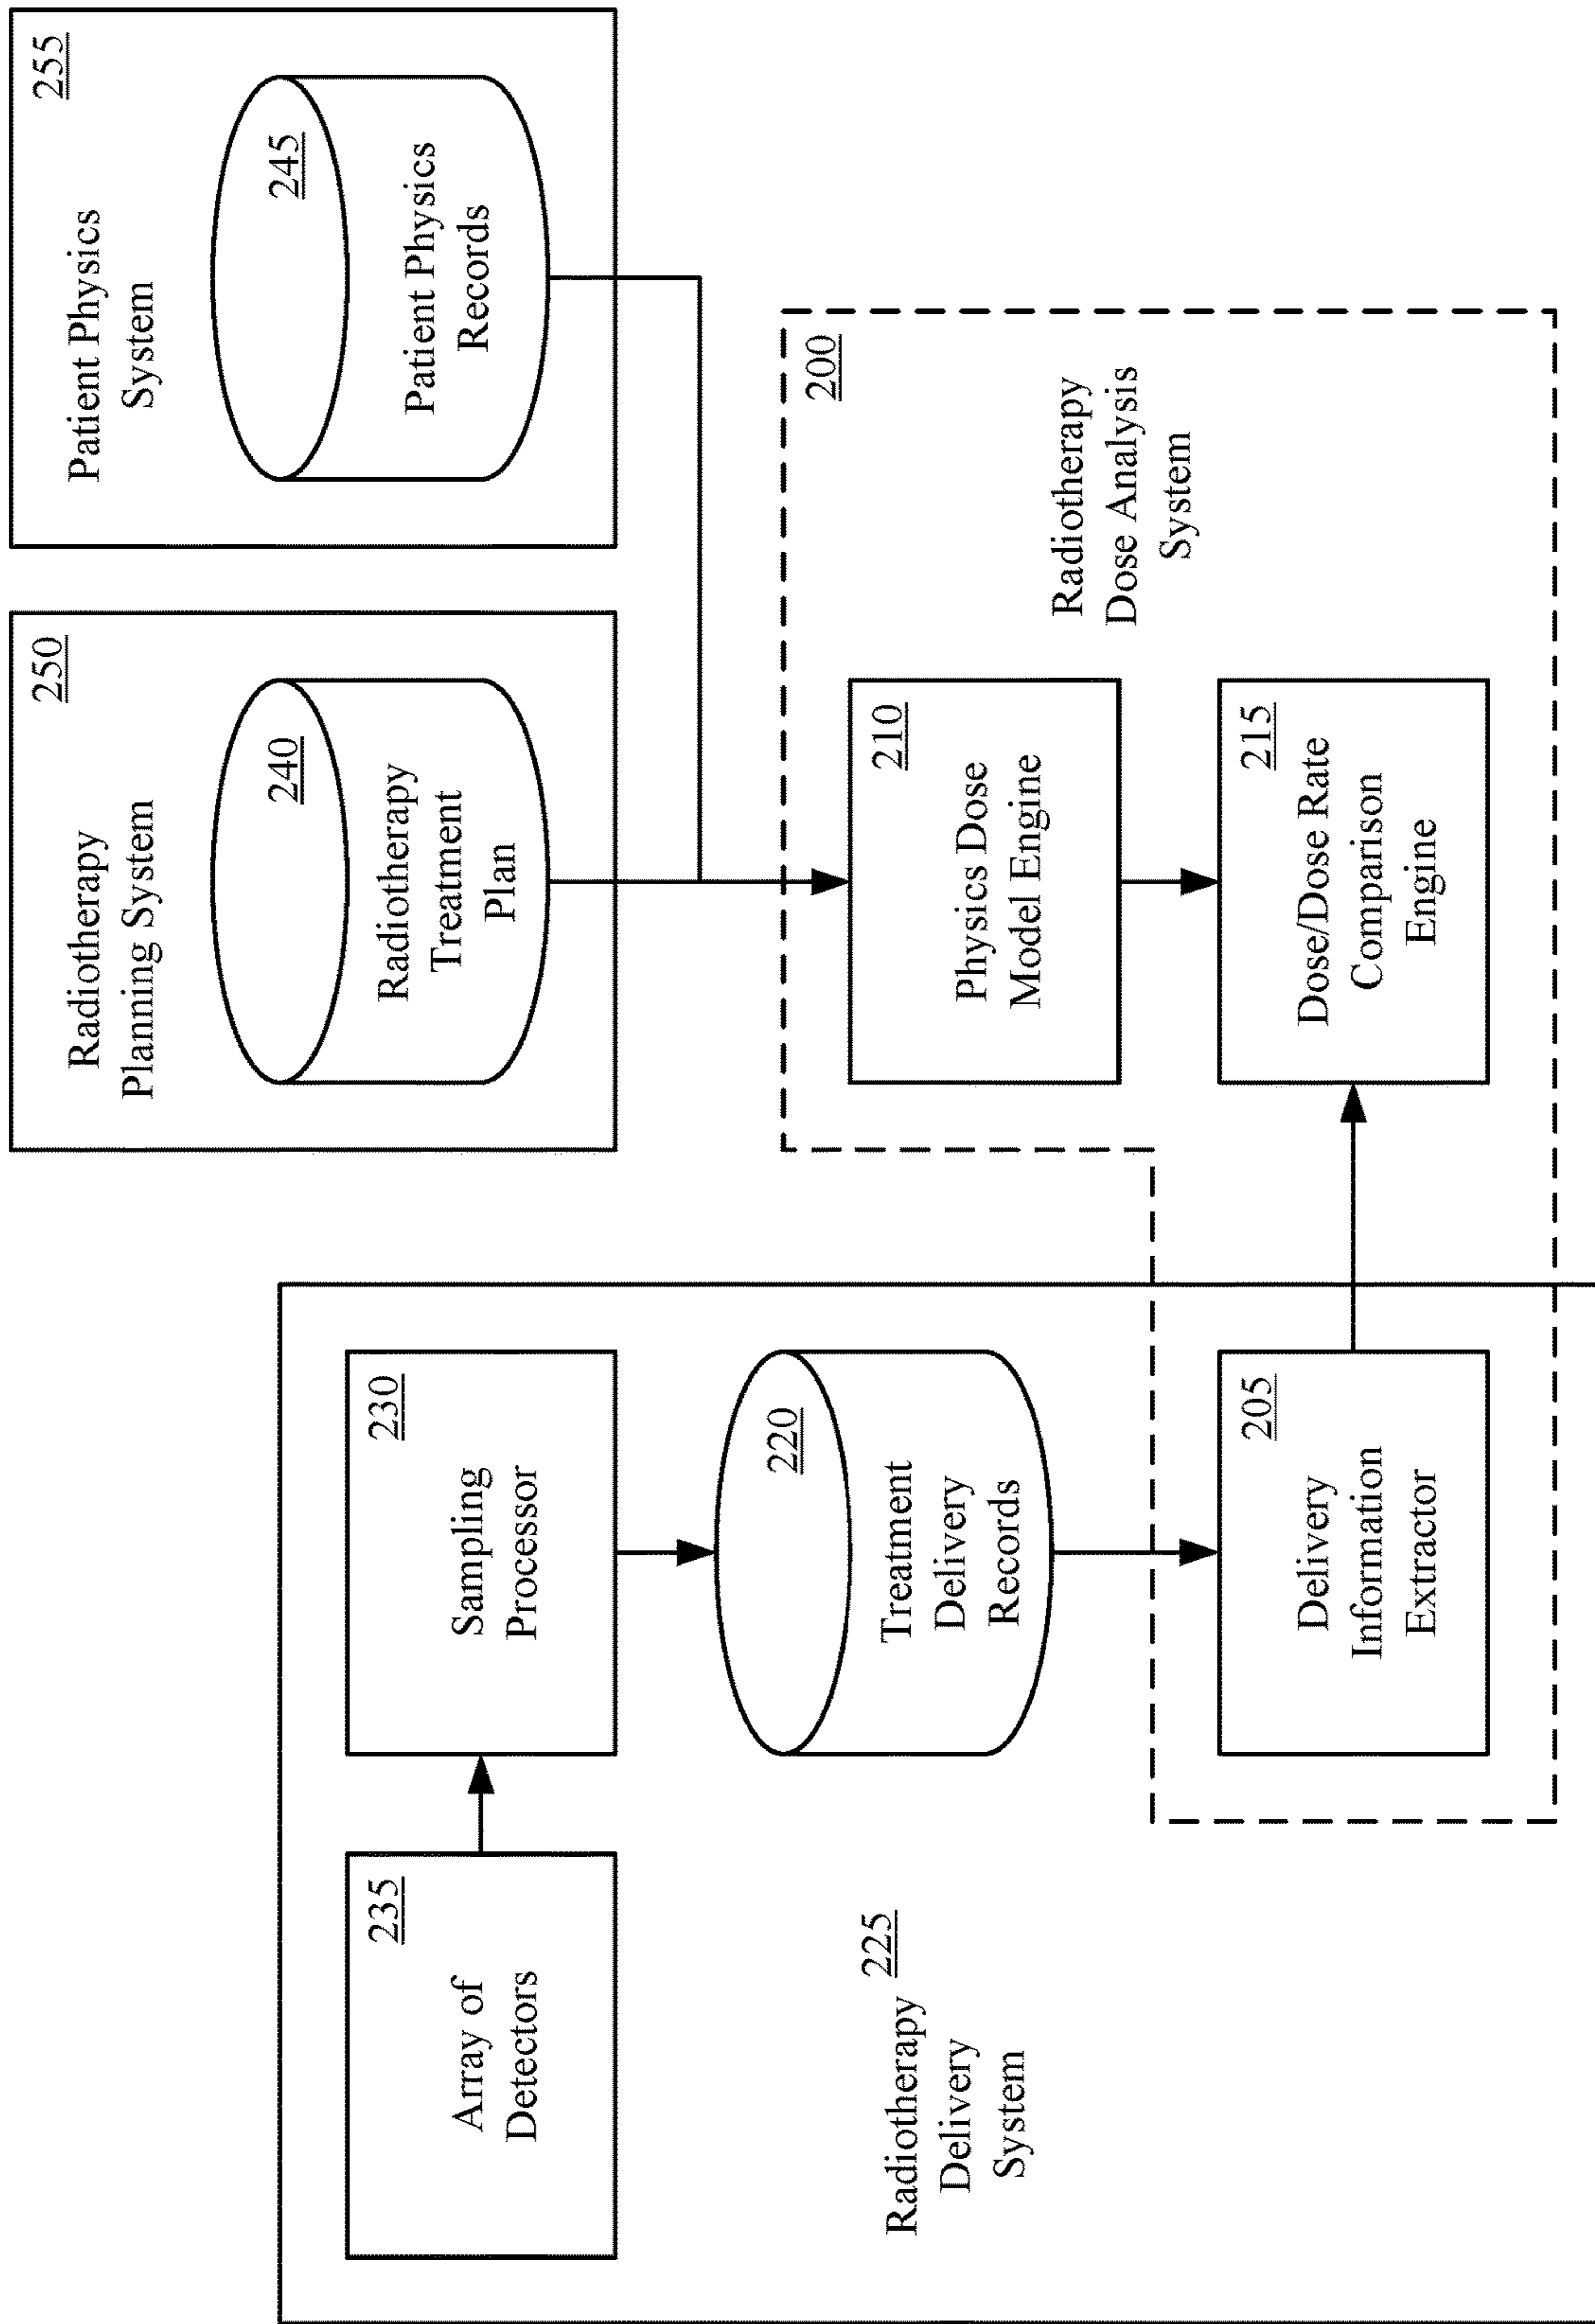 235
Array of
Detectors
230
Sampling
Processor
220
Treatment
Delivery
Records
Radiotherapy 225
Delivery
System
205
Delivery
Information
Extractor
250
Radiotherapy
Planning System
240
Radiotherapy
Treatment
Plan
255
Patient Physics
System
245
Patient Physics
Records
200
Radiotherapy
Dose Analysis
System
210
Physics Dose
Model Engine
215
Dose/Dose Rate
Comparison
Engine